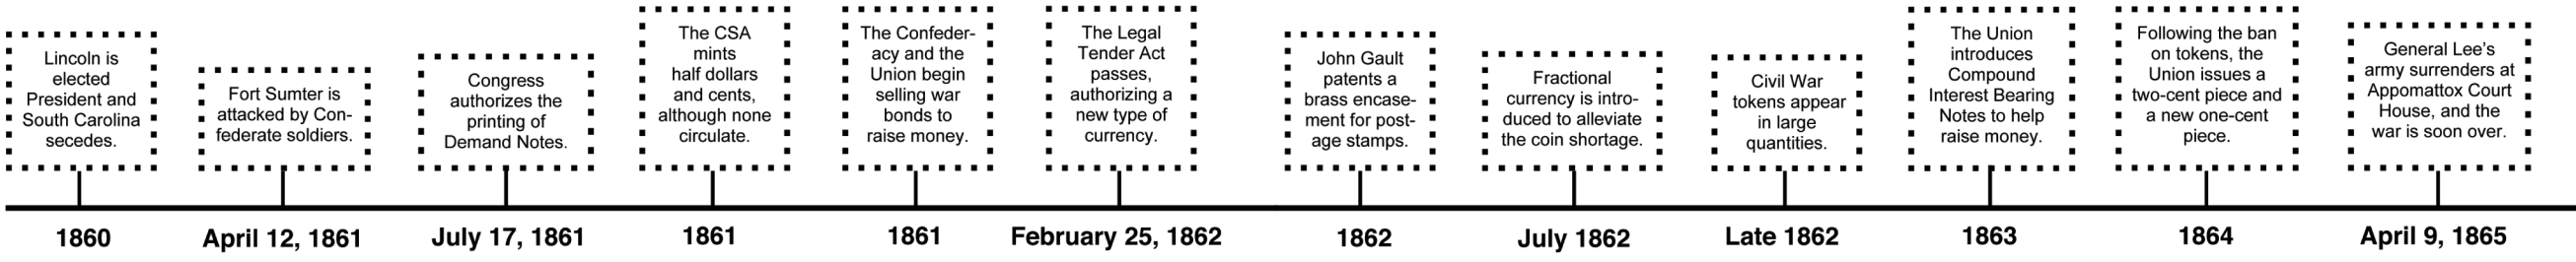 Lincoln is
elected
President and
South Carolina
secedes.
1860
Fort Sumter is
attacked by Con-
federate soldiers.
April 12, 1861
Congress
authorizes the
printing of
Demand Notes.
July 17, 1861
The CSA
mints
half dollars
and cents,
although none
circulate.
1861
The Confeder-
acy and the
Union begin
selling war
bonds to
raise money.
1861
The Legal
Tender Act
passes,
authorizing a
new type of
currency.
February 25, 1862
John Gault
patents a
brass encase-
ment for post-
age stamps.
1862
Fractional
currency is intro-
duced to alleviate
the coin shortage.
July 1862
Civil War
tokens appear
in large
quantities.
Late 1862
The Union
introduces
Compound
Interest Bearing
Notes to help
raise money.
1863
Following the ban
on tokens, the
Union issues a
two-cent piece and
a new one-cent
piece.
1864
General Lee’s
army surrenders at
Appomattox Court
House, and the
war is soon over.
April 9, 1865